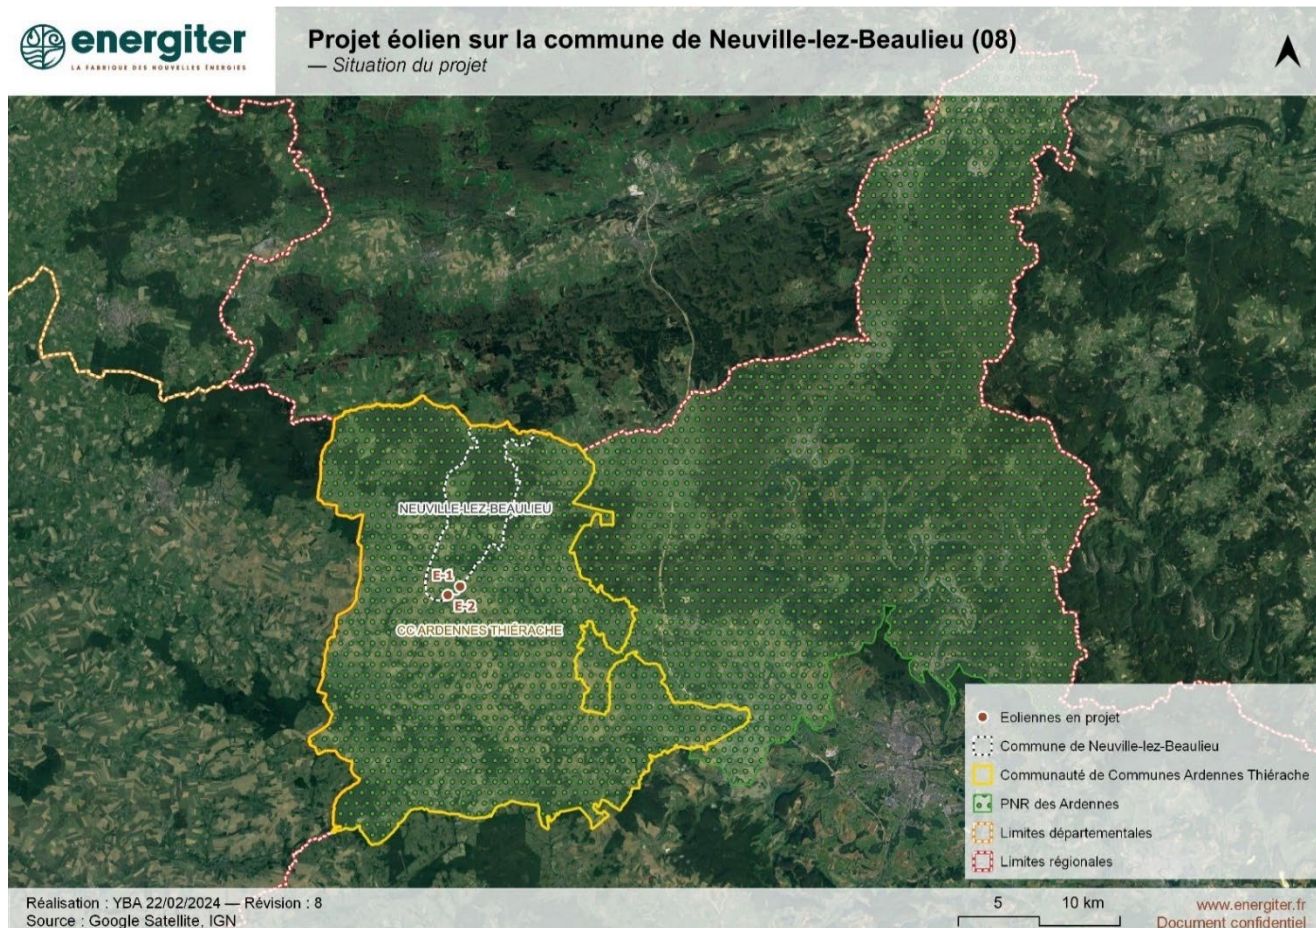 energiter
LA FABRIQUE DES NOUVELLES ÉNERGIES
Projet éolien sur la commune de Neuville-lez-Beaulieu (08)
— Situation du projet
NEUVILLE-LEZ-BEAULIEU
E-1
E-2
CC ARDENNES THIÉRACHE
Eoliennes en projet
Commune de Neuville-lez-Beaulieu
Communauté de Communes Ardennes Thiérache
PNR des Ardennes
Limites départementales
Limites régionales
Réalisation : YBA 22/02/2024 — Révision : 8
Source : Google Satellite, IGN
5 10 km
www.energiter.fr
Document confidentiel